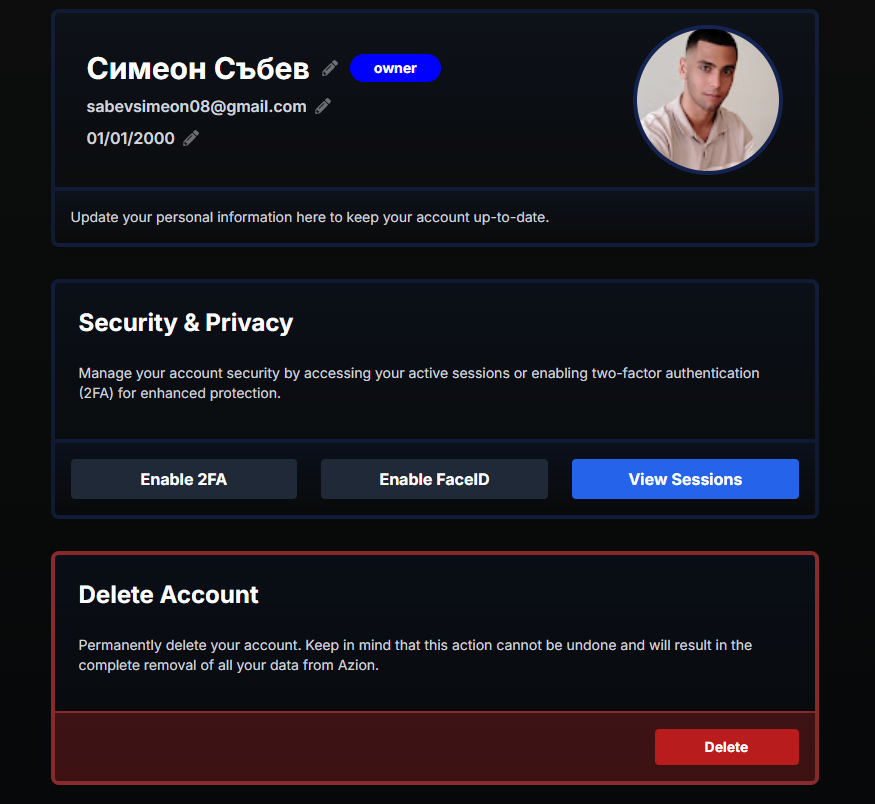 Симеон Събев
owner
sabevsimeon08@gmail.com
01/01/2000
Update your personal information here to keep your account up-to-date.
Security & Privacy
Manage your account security by accessing your active sessions or enabling two-factor authentication
(2FA) for enhanced protection.
Enable 2FA
Enable FaceID
View Sessions
Delete Account
Permanently delete your account. Keep in mind that this action cannot be undone and will result in the
complete removal of all your data from Azion.
Delete